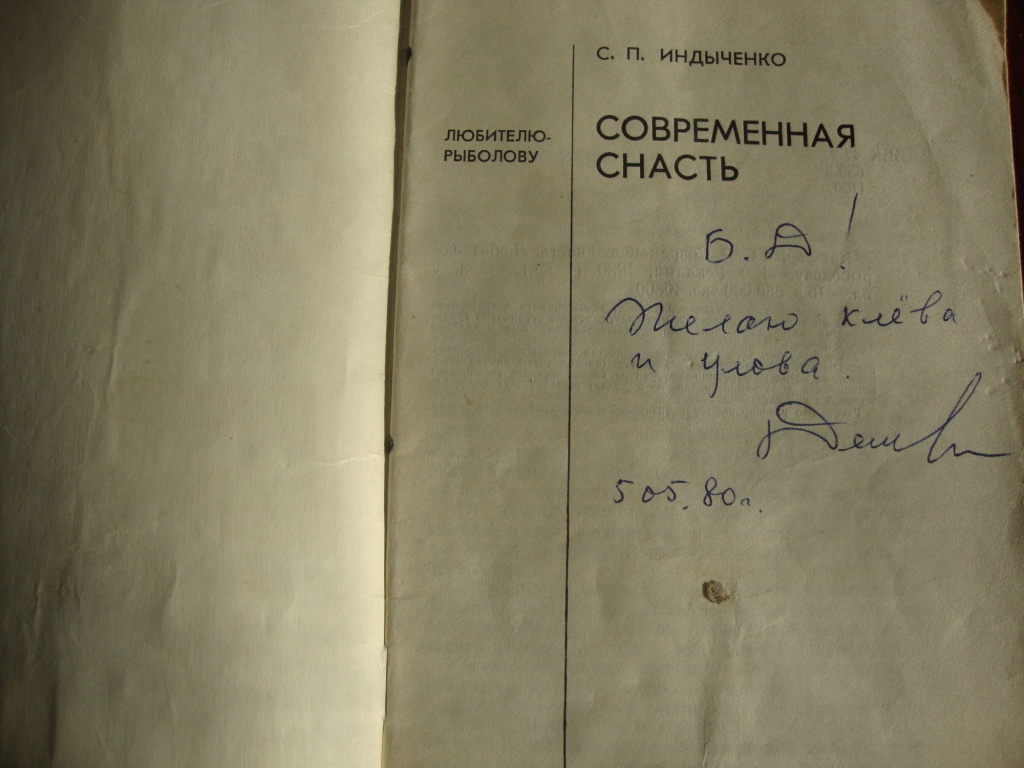 С. П. ИНДЫЧЕНКО
ЛЮБИТЕЛЮ-
РЫБОЛОВУ
СОВРЕМЕННАЯ
СНАСТЬ
Б. А!
Желаю клёва
и улова.
5 05. 80г.